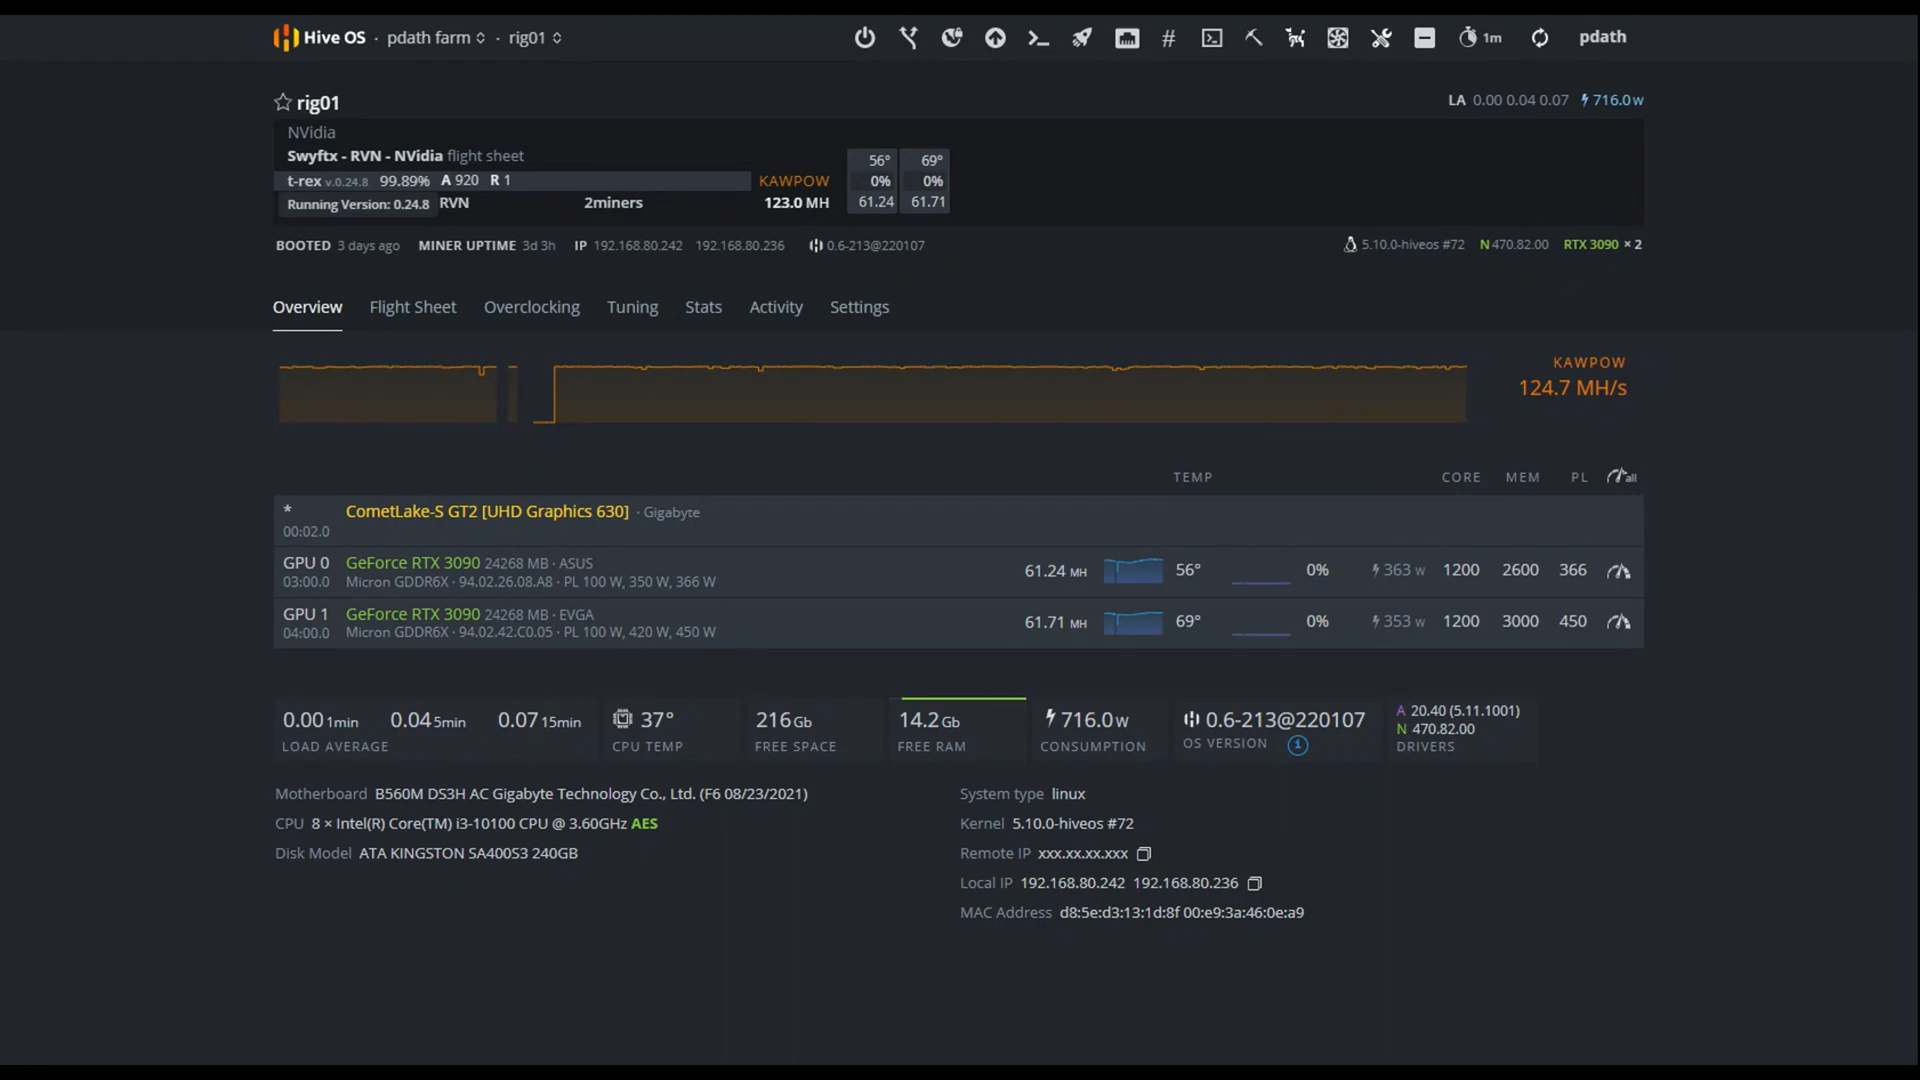 Hive OS · pdath farm · rig01 1m pdath
rig01 LA 0.00 0.04 0.07 716.0 W
NVidia
Swyftx - RVN - NVidia flight sheet 56° 69°
t-rex v.0.24.8 99.89% A 920 R 1 KAWPOW 0% 0%
Running Version: 0.24.8 RVN 2miners 123.0 MH 61.24 61.71
BOOTED 3 days ago MINER UPTIME 3d 3h IP 192.168.80.242 192.168.80.236 0.6-213@220107 5.10.0-hiveos #72 N 470.82.00 RTX 3090 × 2
Overview Flight Sheet Overclocking Tuning Stats Activity Settings
KAWPOW
124.7 MH/s
TEMP CORE MEM PL all
* CometLake-S GT2 [UHD Graphics 630] · Gigabyte
00:02.0
GPU 0 GeForce RTX 3090 24268 MB · ASUS 61.24 MH 56° 0% 363 W 1200 2600 366
03:00.0 Micron GDDR6X · 94.02.26.08.A8 · PL 100 W, 350 W, 366 W
GPU 1 GeForce RTX 3090 24268 MB · EVGA 61.71 MH 69° 0% 353 W 1200 3000 450
04:00.0 Micron GDDR6X · 94.02.42.C0.05 · PL 100 W, 420 W, 450 W
0.00 1min 0.04 5min 0.07 15min 37° 216 Gb 14.2 Gb 716.0 W 0.6-213@220107 A 20.40 (5.11.1001)
N 470.82.00
LOAD AVERAGE CPU TEMP FREE SPACE FREE RAM CONSUMPTION OS VERSION DRIVERS
Motherboard B560M DS3H AC Gigabyte Technology Co., Ltd. (F6 08/23/2021)
CPU 8 × Intel(R) Core(TM) i3-10100 CPU @ 3.60GHz AES
Disk Model ATA KINGSTON SA400S3 240GB
System type linux
Kernel 5.10.0-hiveos #72
Remote IP xxx.xx.xx.xxx
Local IP 192.168.80.242 192.168.80.236
MAC Address d8:5e:d3:13:1d:8f 00:e9:3a:46:0e:a9